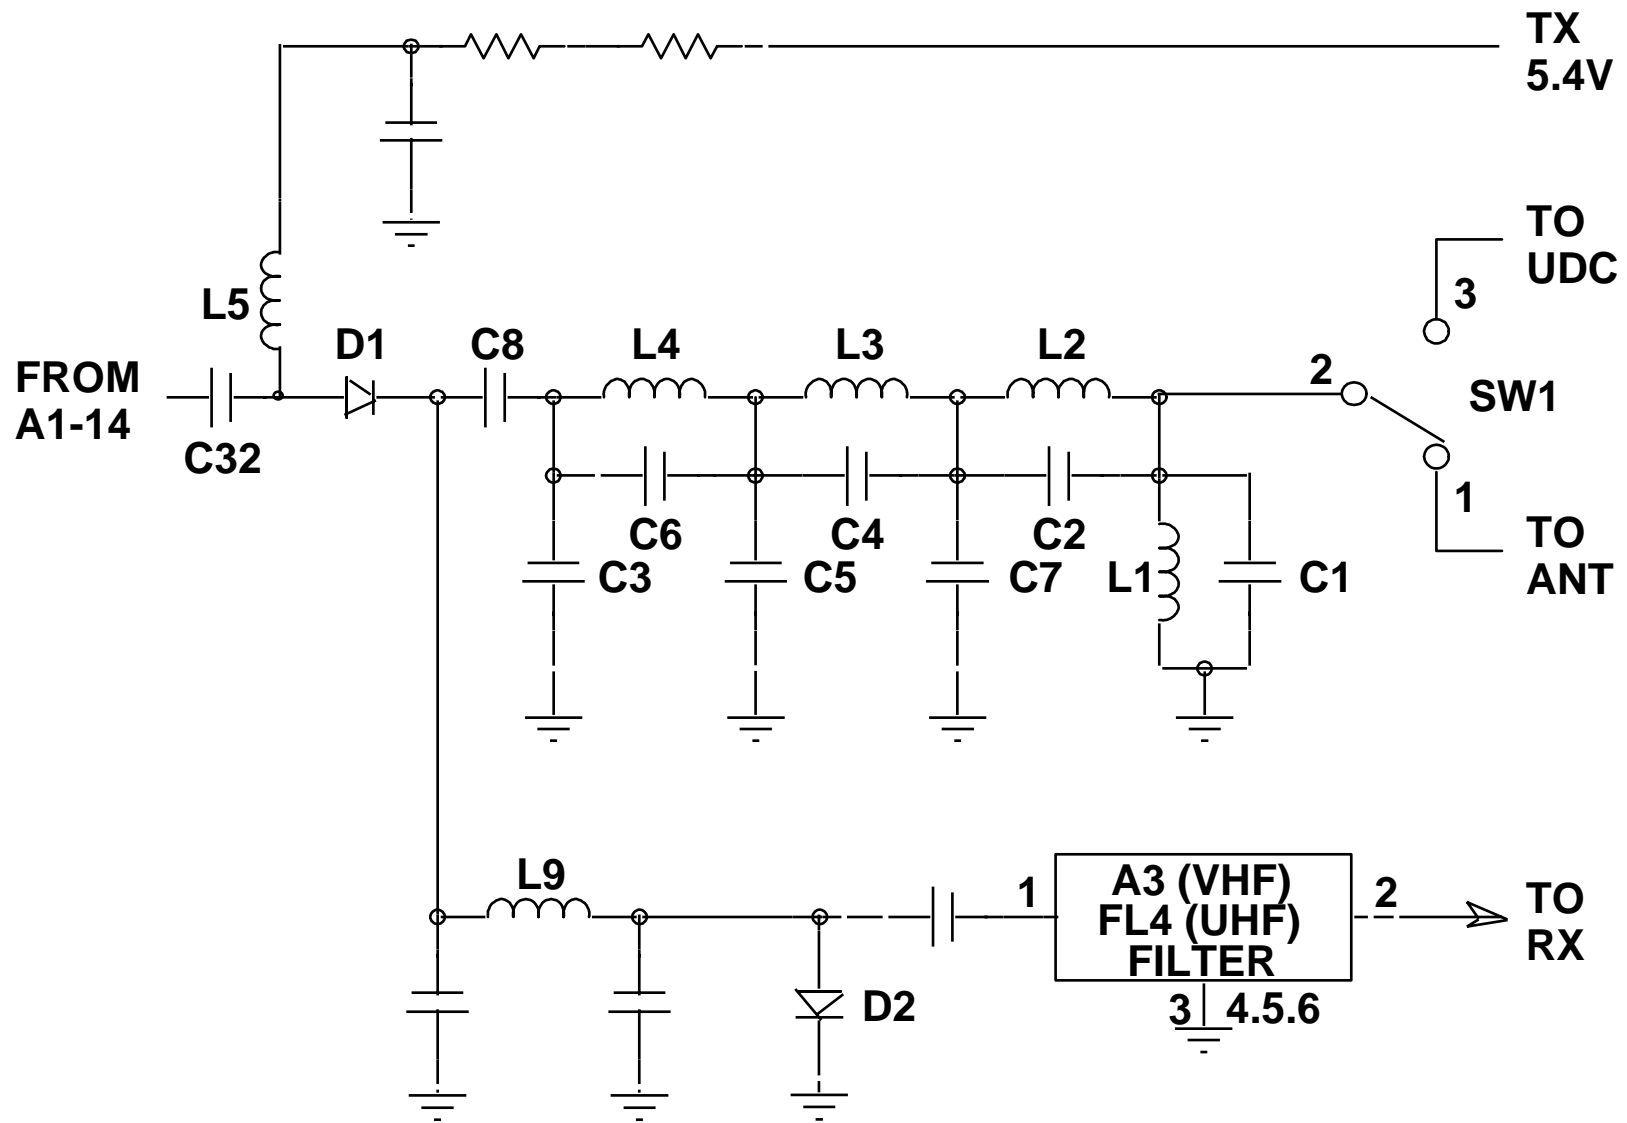 TX
5.4V
TO
UDC
3
L5
D1
C8
L4
L3
L2
2
SW1
FROM
A1-14
C32
1
C6
C4
C2
TO
ANT
C3
C5
C7
L1
C1
L9
1
A3 (VHF)
FL4 (UHF)
FILTER
2
TO
RX
D2
3
4.5.6